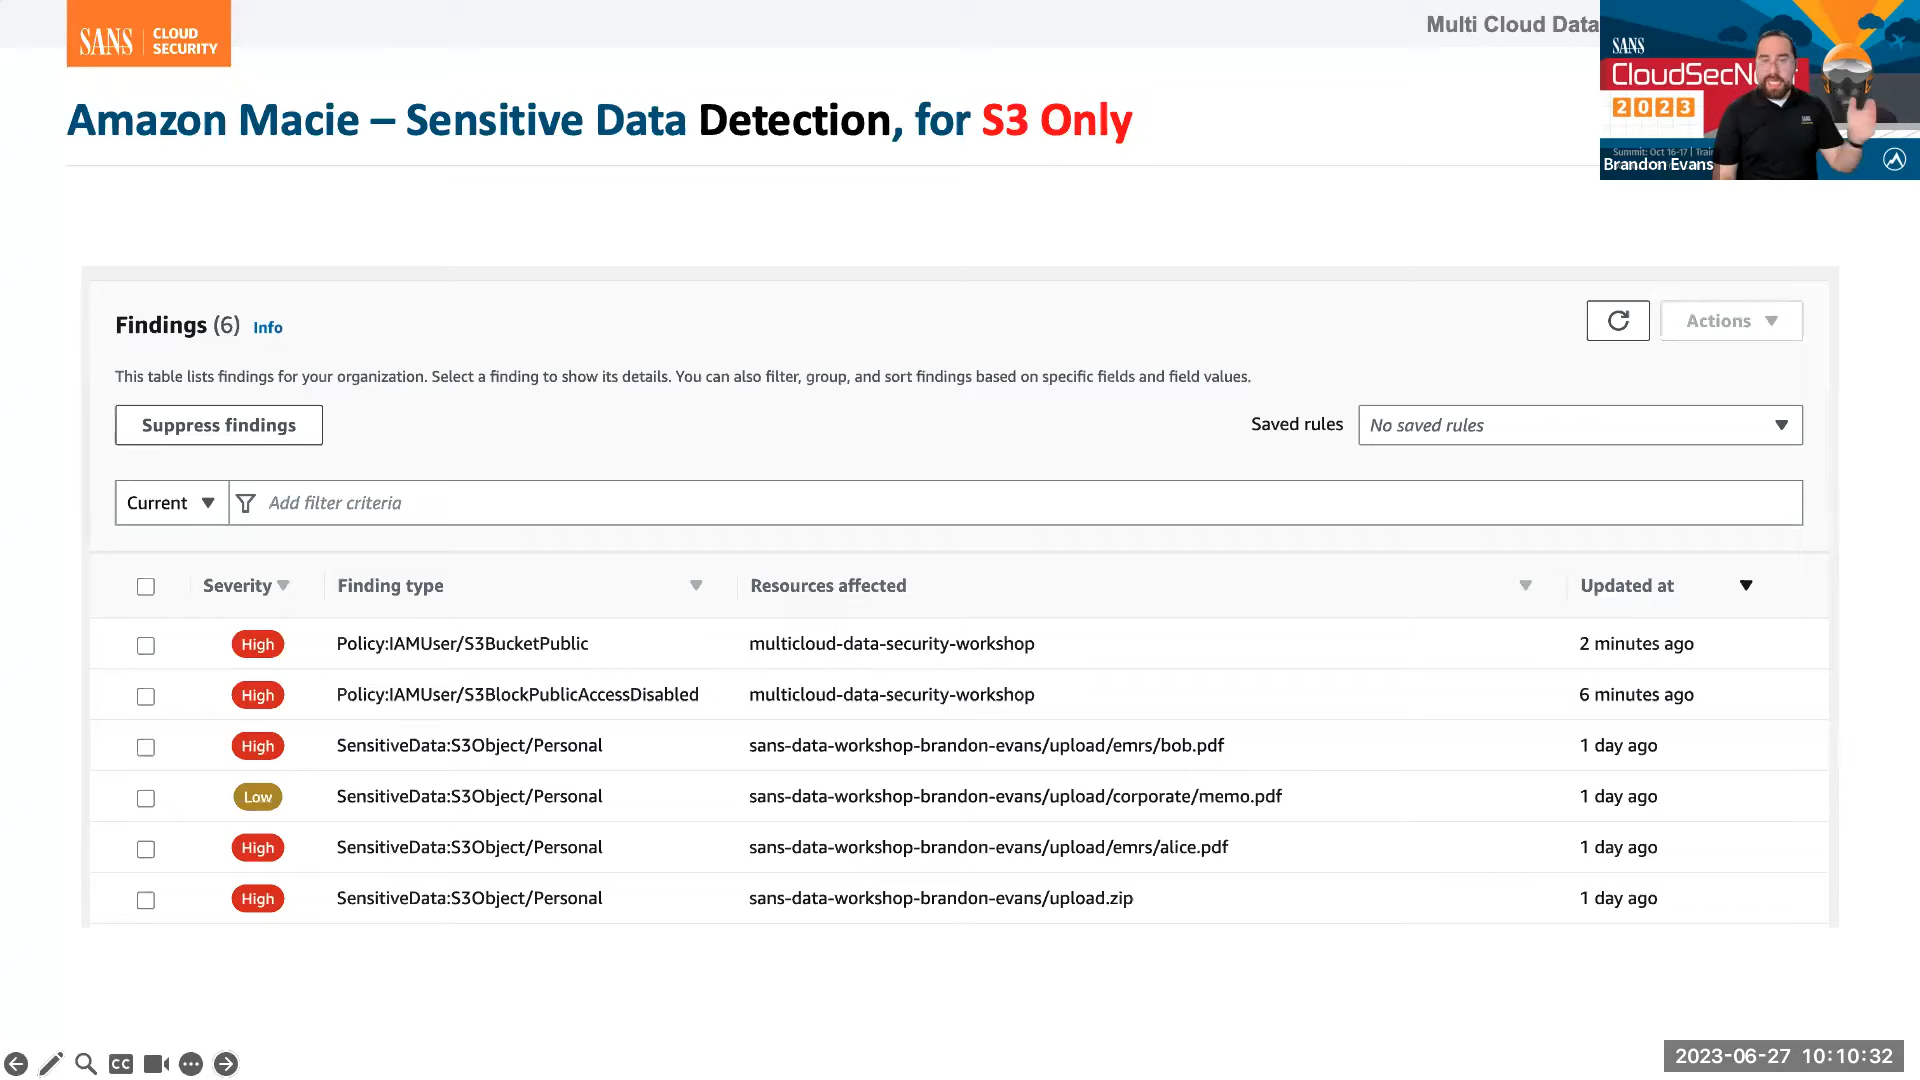 SANS CLOUD SECURITY
Multi Cloud Data
SANS
CloudSecN
2023
Summit: Oct 16-17 | Trai
Brandon Evans
Amazon Macie – Sensitive Data Detection, for S3 Only
Findings (6) Info
Actions
This table lists findings for your organization. Select a finding to show its details. You can also filter, group, and sort findings based on specific fields and field values.
Suppress findings
Saved rules No saved rules
Current Add filter criteria
Severity Finding type Resources affected Updated at
High Policy:IAMUser/S3BucketPublic multicloud-data-security-workshop 2 minutes ago
High Policy:IAMUser/S3BlockPublicAccessDisabled multicloud-data-security-workshop 6 minutes ago
High SensitiveData:S3Object/Personal sans-data-workshop-brandon-evans/upload/emrs/bob.pdf 1 day ago
Low SensitiveData:S3Object/Personal sans-data-workshop-brandon-evans/upload/corporate/memo.pdf 1 day ago
High SensitiveData:S3Object/Personal sans-data-workshop-brandon-evans/upload/emrs/alice.pdf 1 day ago
High SensitiveData:S3Object/Personal sans-data-workshop-brandon-evans/upload.zip 1 day ago
CC
2023-06-27 10:10:32